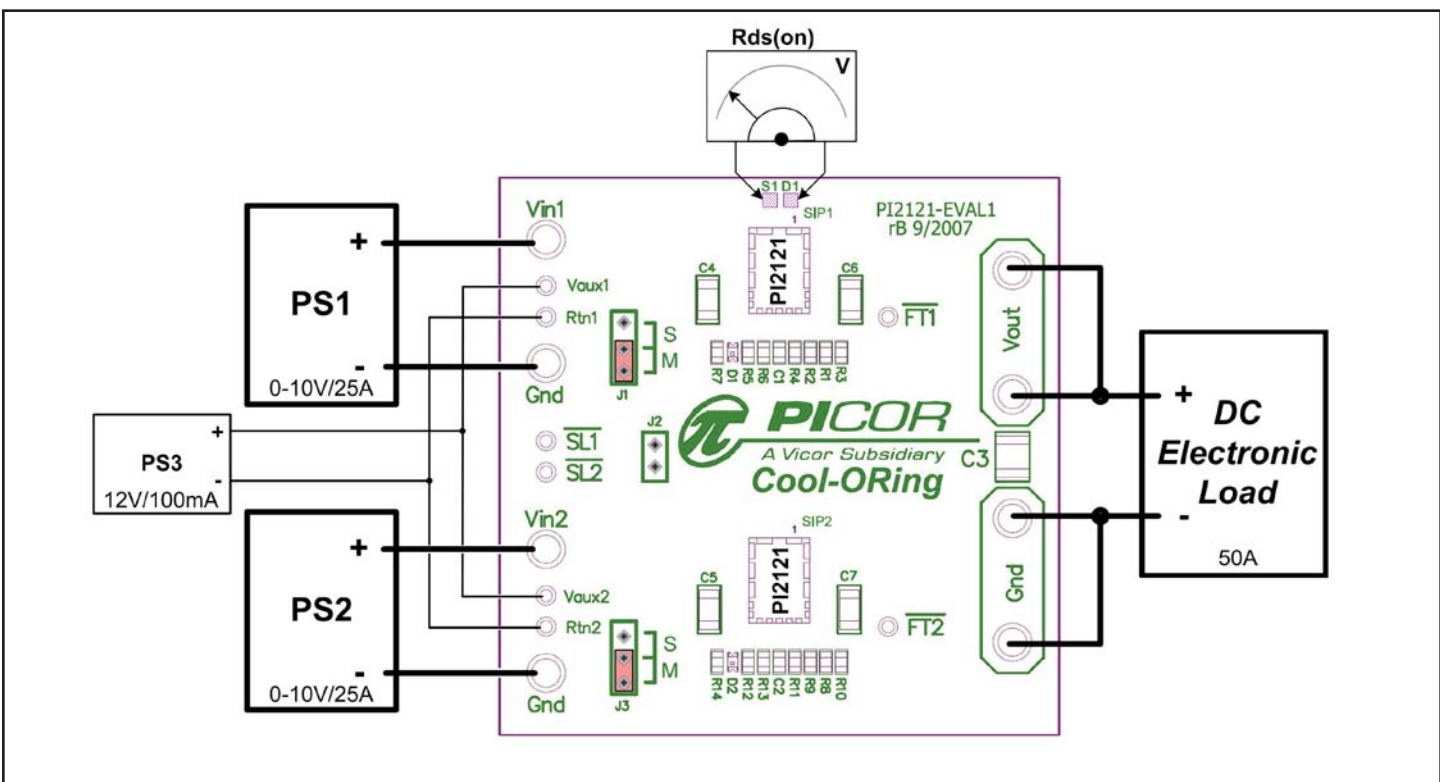 Rds(on)
V
S1 D1
1 SIP1
PI2121-EVAL1
rB 9/2007
Vin1
+
PS1
-
0-10V/25A
Vaux1
Rtn1
Gnd
C4
PI2121
C6
FT1
S
M
J1
R7 D1 R5 R6 C1 R4 R2 R1 R3
Vout
PS3
+
-
12V/100mA
SL1
SL2
J2
π PICOR
A Vicor Subsidiary
Cool-ORing
C3
+
DC
Electronic
Load
-
50A
Vin2
+
PS2
-
0-10V/25A
Vaux2
Rtn2
Gnd
1 SIP2
C5
PI2121
C7
FT2
S
M
J3
R14 D2 R12 R13 C2 R11 R9 R8 R10
Gnd